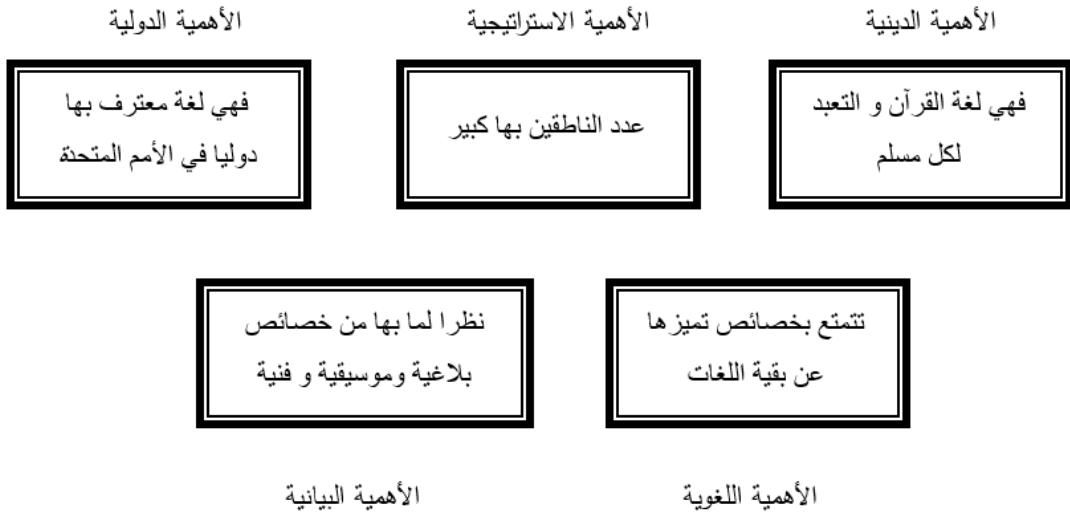 الأهمية الدينية
الأهمية الاستراتيجية
الأهمية الدولية
فهي لغة القرآن و التعبد
لكل مسلم
عدد الناطقين بها كبير
فهي لغة معترف بها
دوليا في الأمم المتحدة
تتمتع بخصائص تميزها
عن بقية اللغات
نظرا لما بها من خصائص
بلاغية وموسيقية و فنية
الأهمية اللغوية
الأهمية البيانية